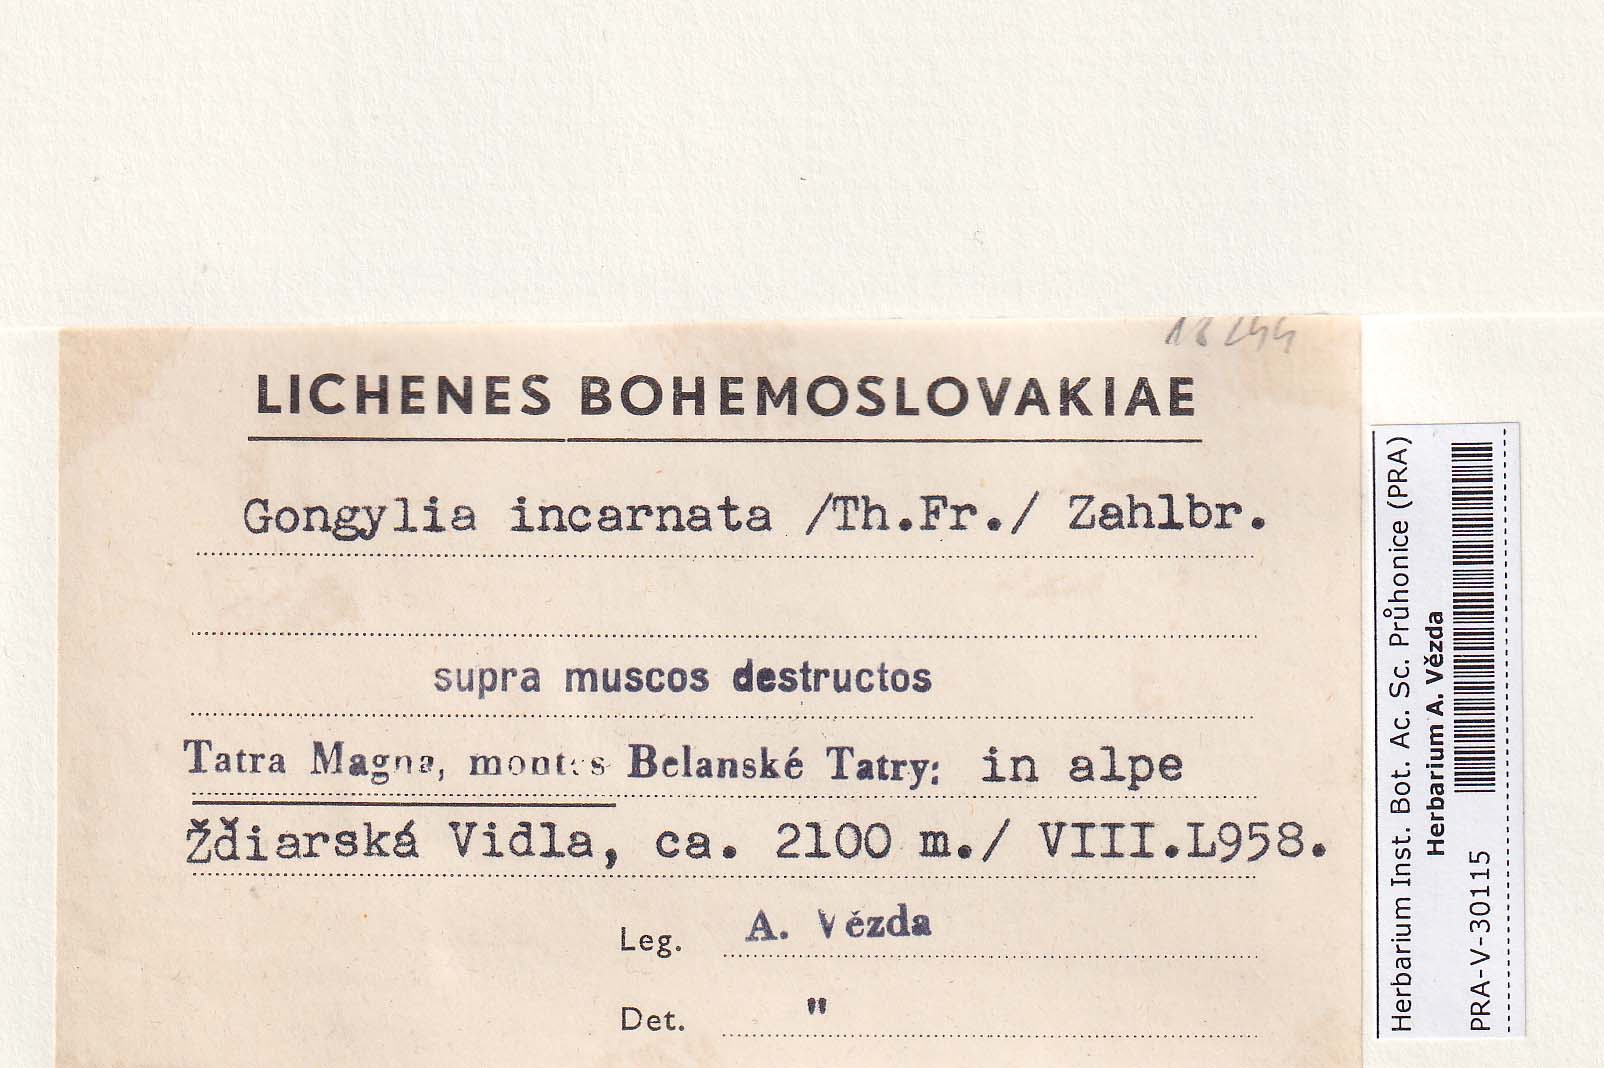 18244
LICHENES BOHEMOSLOVAKIAE
Gongylia incarnata /Th.Fr./ Zahlbr.
supra muscos destructos
Tatra Magna, montes Belanské Tatry: in alpe
Žďiarská Vidla, ca. 2100 m./ VIII.L958.
Leg. A. Vězda
Det. "
Herbarium Inst. Bot. Ac. Sc. Průhonice (PRA)
Herbarium A. Vězda
PRA-V-30115